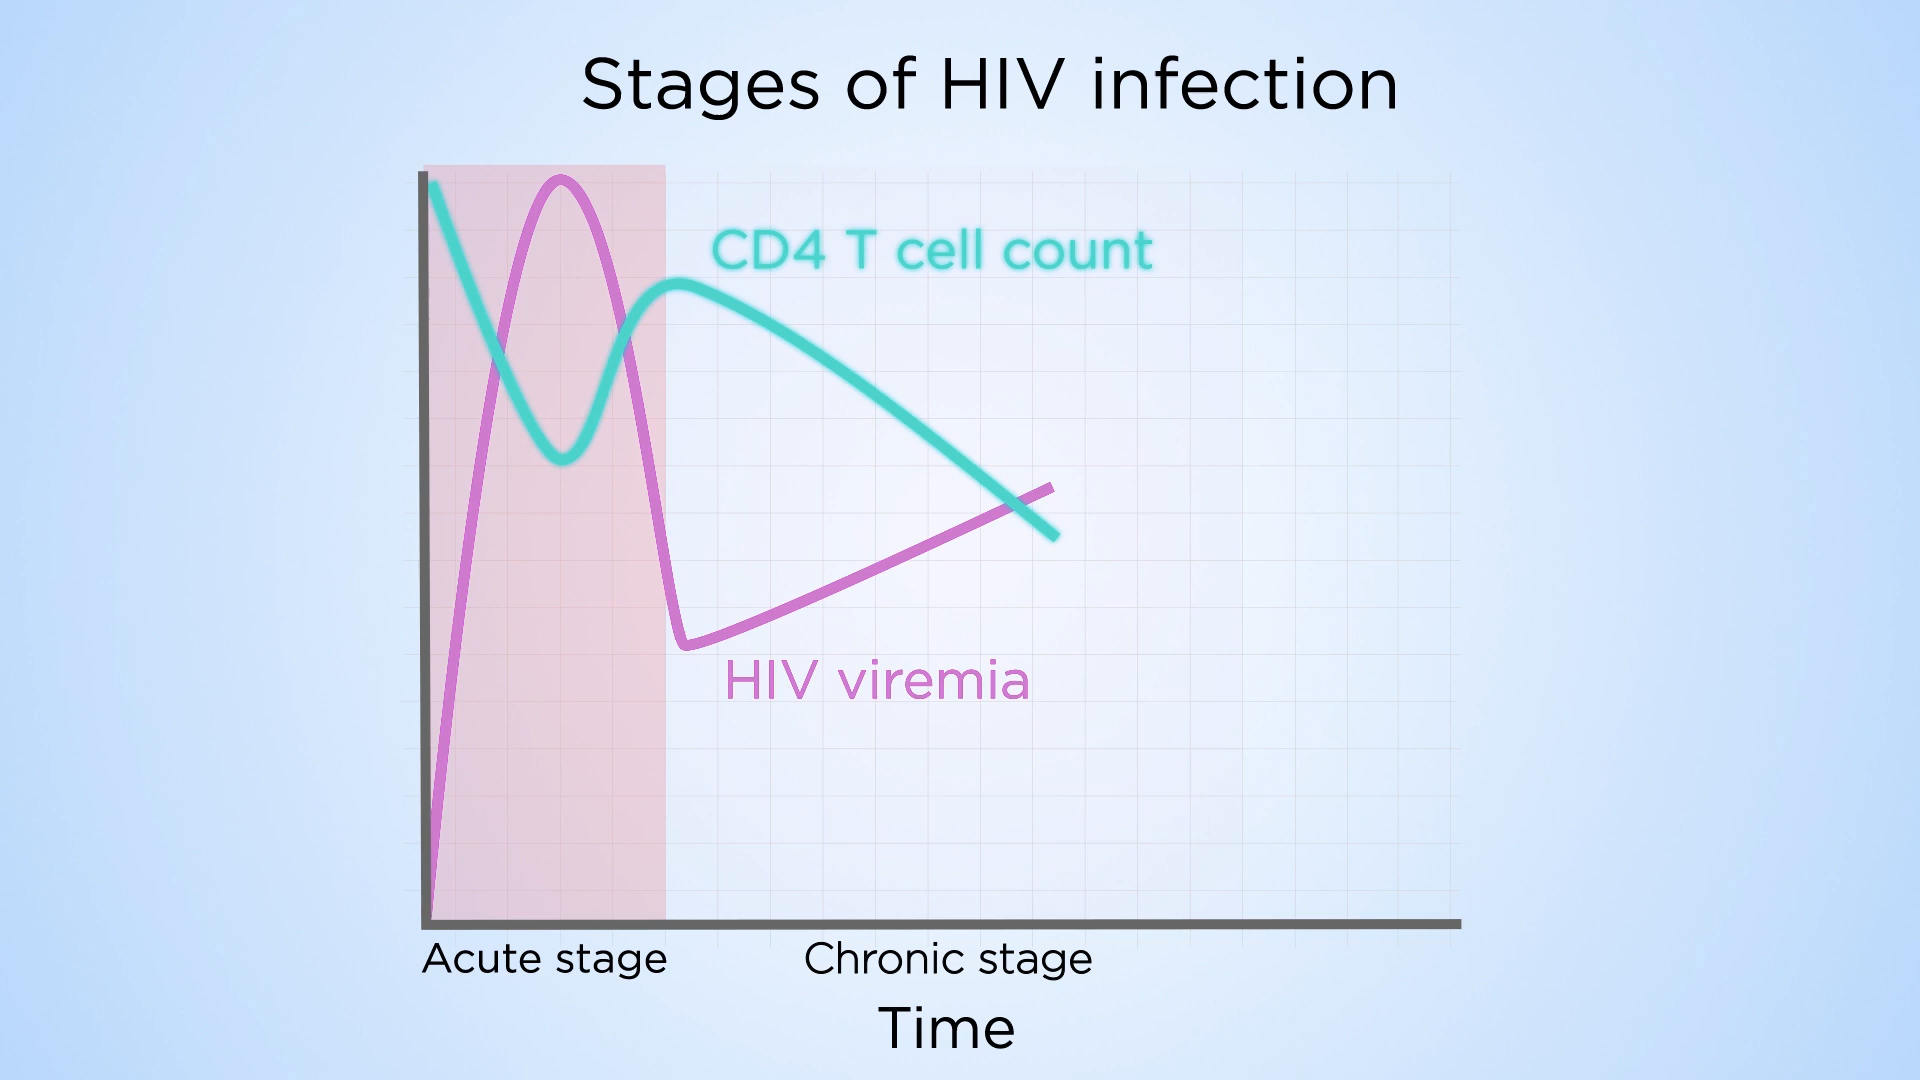 Stages of HIV infection
CD4 T cell count
HIV viremia
Acute stage
Chronic stage
Time